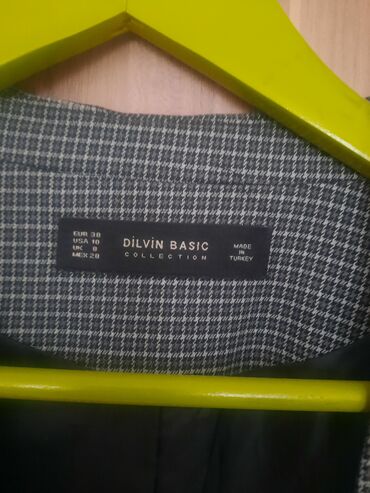 EUR 38
USA 10
UK 8
MEX 28
DİLVİN BASIC
COLLECTION
MADE
IN
TURKEY